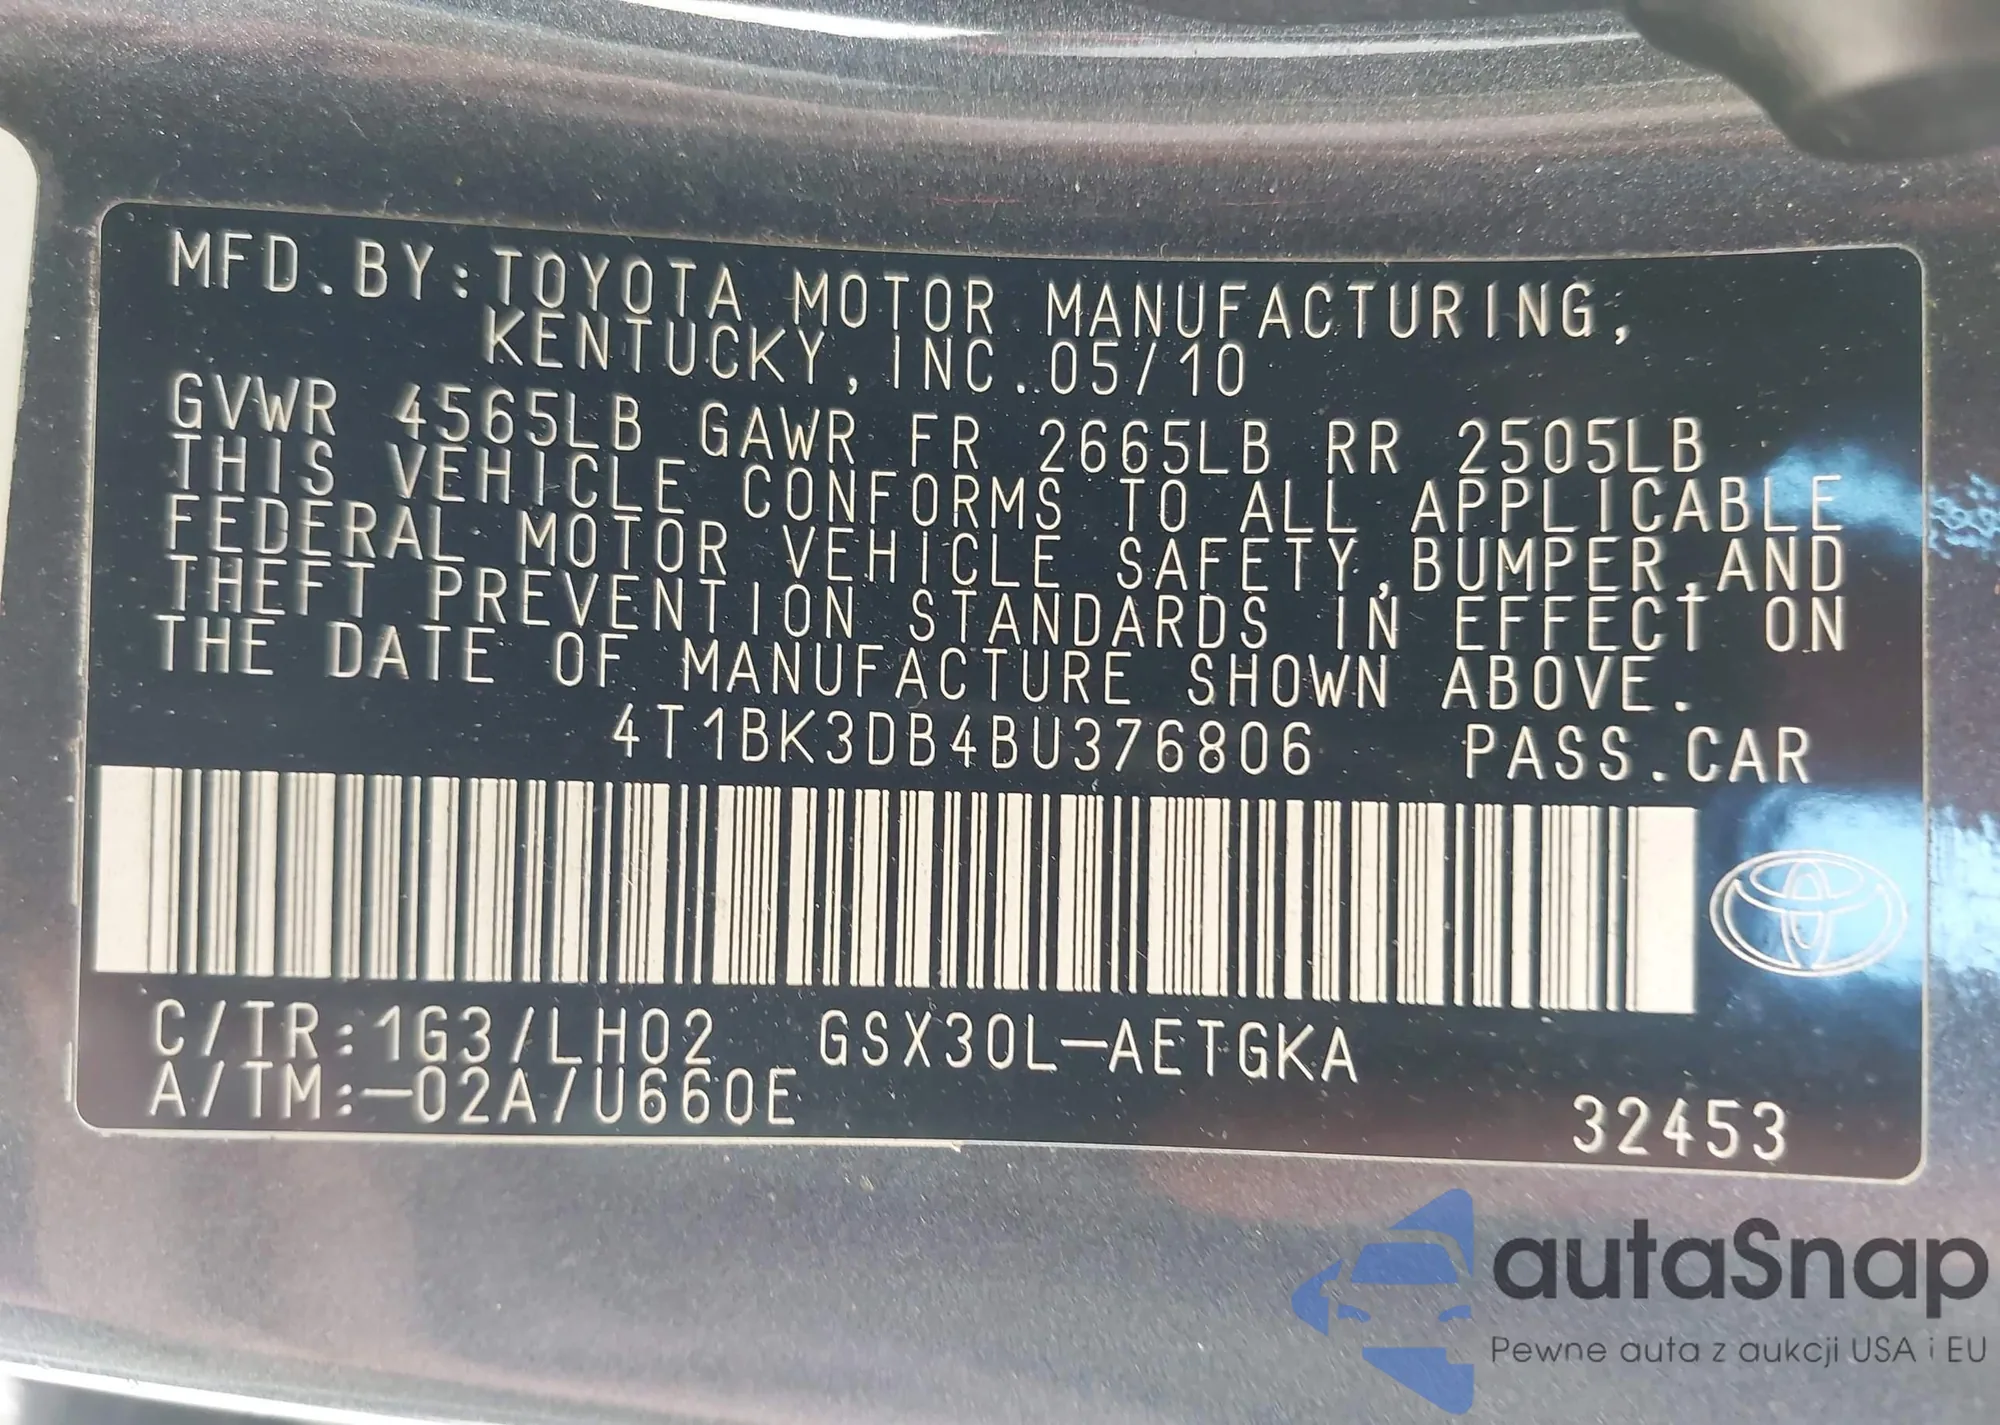 MFD.BY:TOYOTA MOTOR MANUFACTURING,
KENTUCKY, INC. 05/10
GVWR 4565LB GAWR FR 2665LB RR 2505LB
THIS VEHICLE CONFORMS TO ALL APPLICABLE
FEDERAL MOTOR VEHICLE SAFETY,BUMPER,AND
THEFT PREVENTION STANDARDS IN EFFECT ON
THE DATE OF MANUFACTURE SHOWN ABOVE.
4T1BK3DB4BU376806 PASS.CAR
C/TR:1G3/LH02 GSX30L-AETGKA
A/TM:-02A/U660E
32453
autaSnap
Pewne auta z aukcji USA i EU